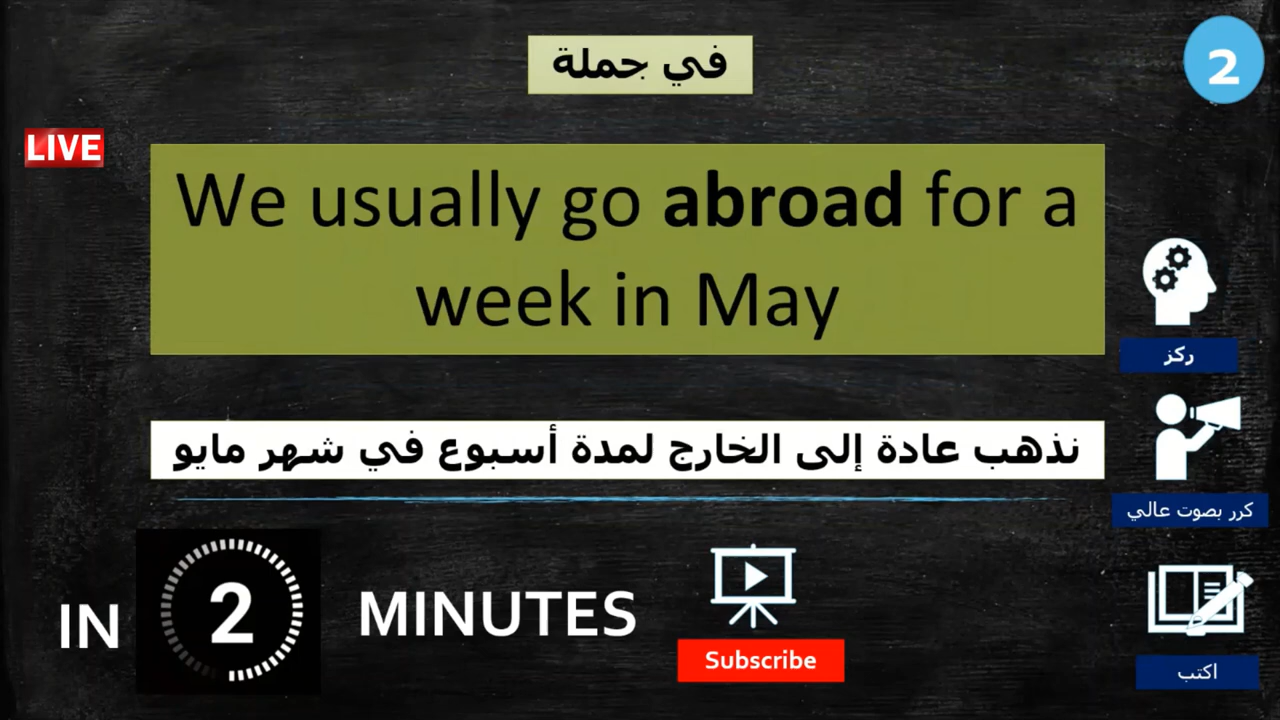 في جملة
2
LIVE
We usually go abroad for a
week in May
ركز
نذهب عادة إلى الخارج لمدة أسبوع في شهر مايو
كرر بصوت عالي
IN 2 MINUTES
Subscribe
اكتب